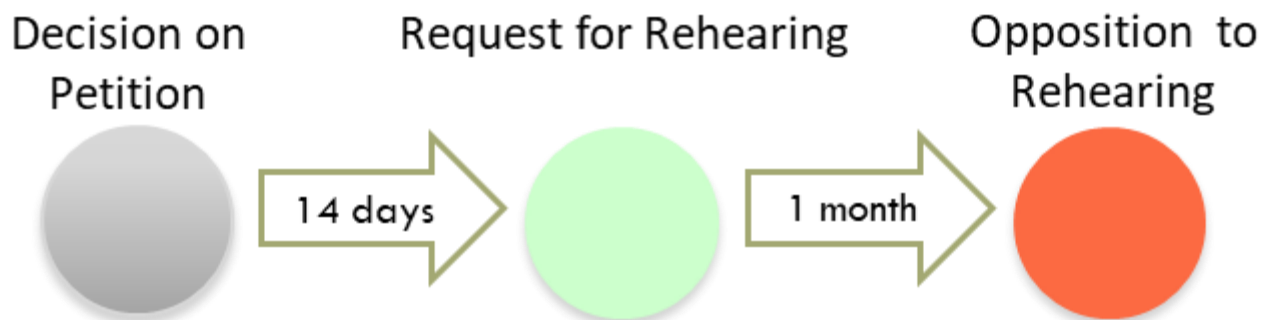 Decision on
Petition
Request for Rehearing
Opposition to
Rehearing
14 days
1 month